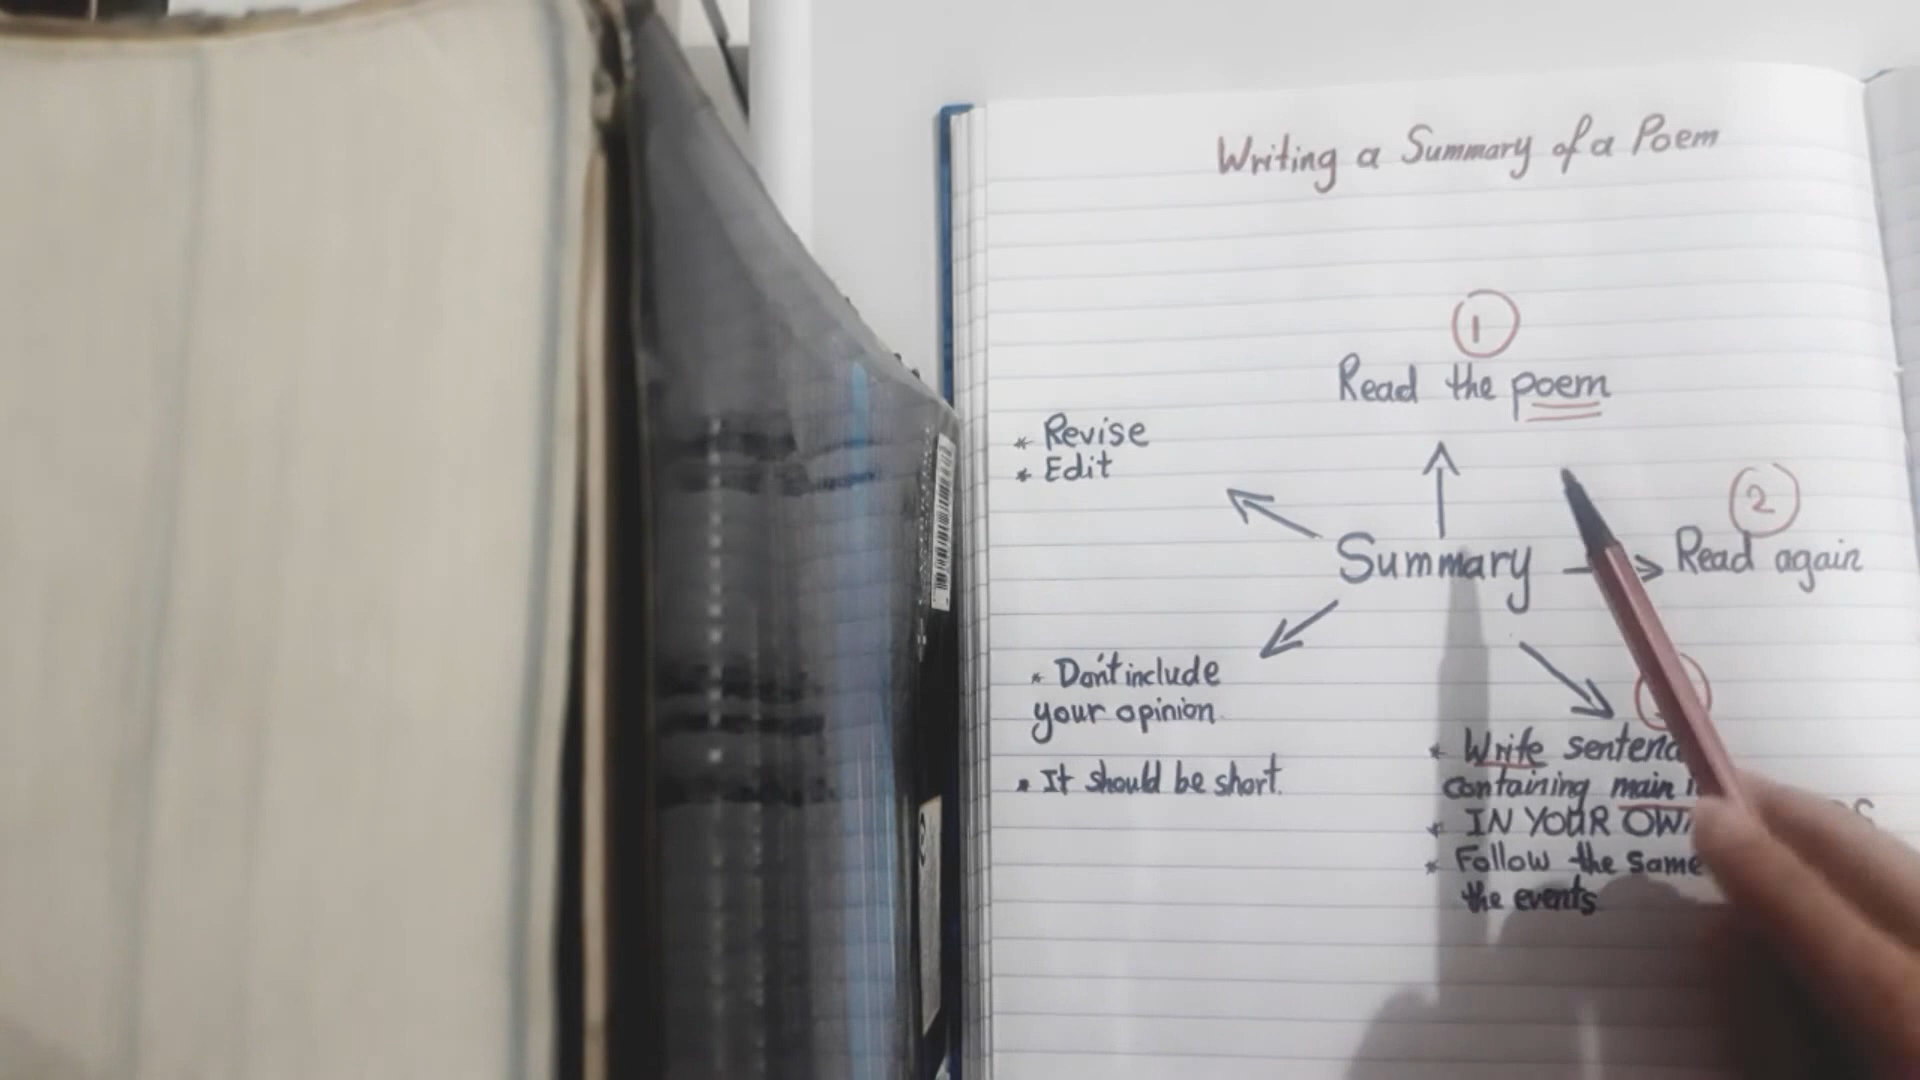 Writing a Summary of a Poem
1
Read the poem
* Revise
* Edit
2
Summary
Read again
* Don't include
your opinion.
* It should be short.
* Write
containing main
* IN YOUR
* Follow the same
the events